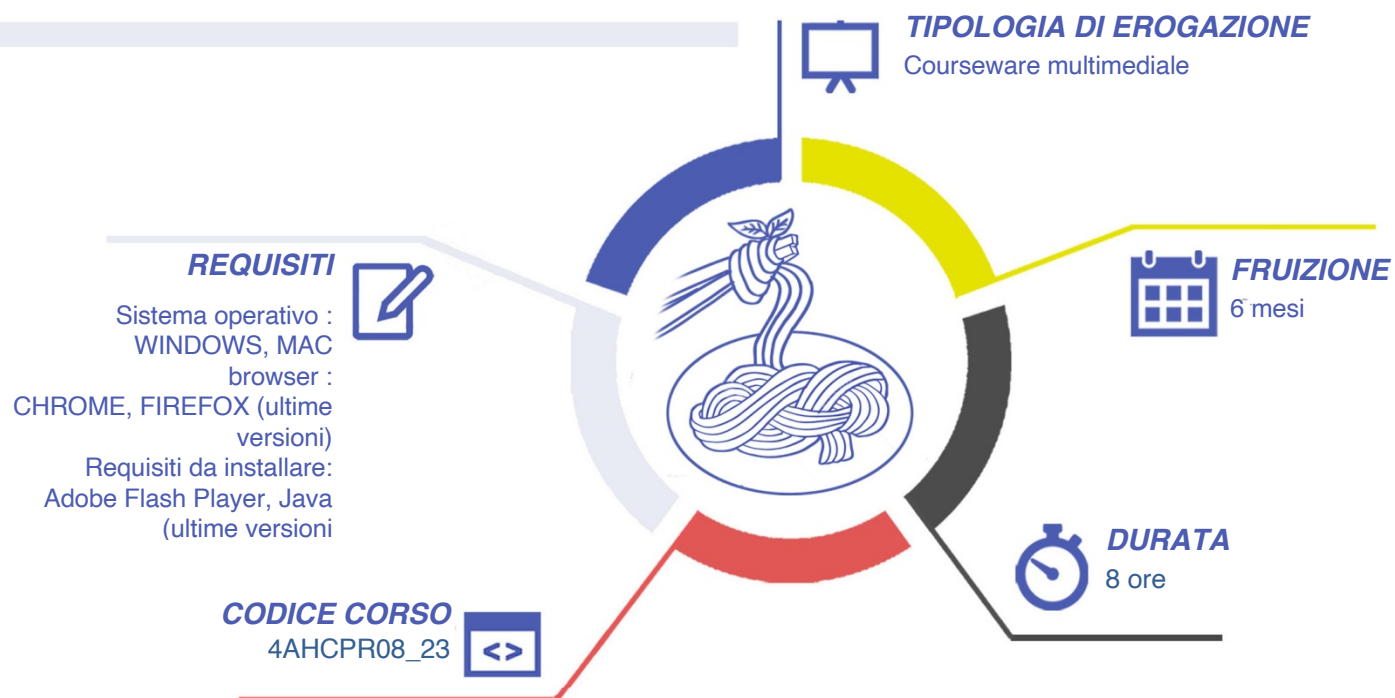 TIPOLOGIA DI EROGAZIONE
Courseware multimediale
REQUISITI
Sistema operativo :
WINDOWS, MAC
browser :
CHROME, FIREFOX (ultime
versioni)
Requisiti da installare:
Adobe Flash Player, Java
(ultime versioni
FRUIZIONE
6 mesi
DURATA
8 ore
CODICE CORSO
4AHCPR08_23